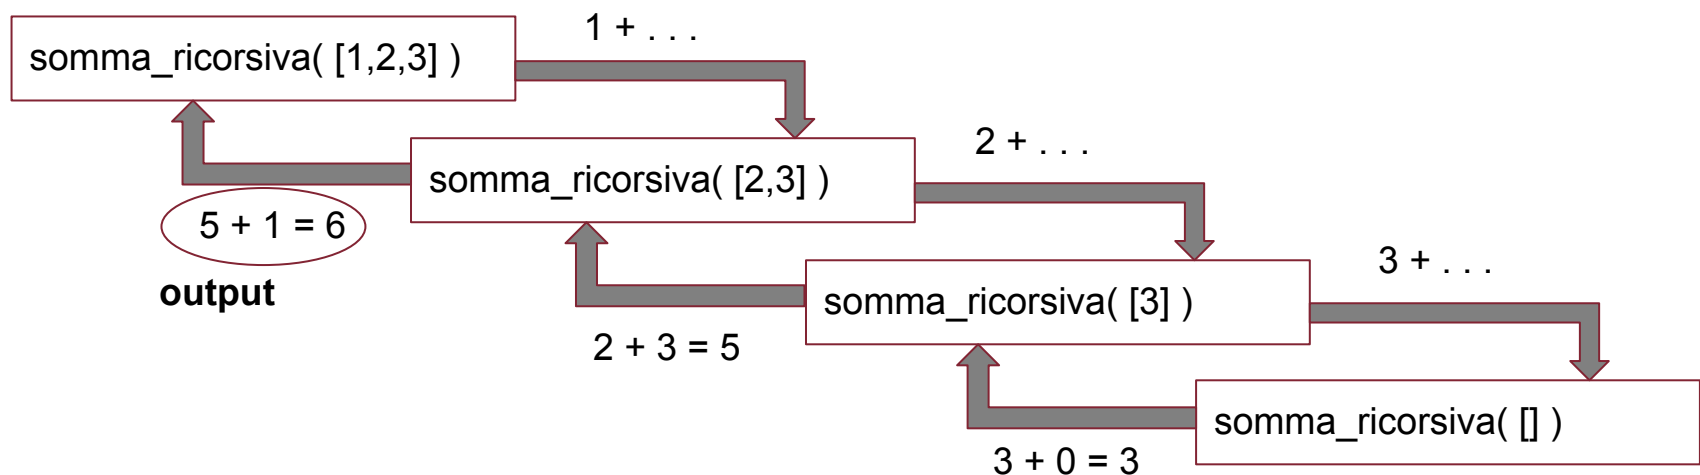 1 + . . .
somma_ricorsiva( [1,2,3] )
2 + . . .
somma_ricorsiva( [2,3] )
5 + 1 = 6
output
3 + . . .
somma_ricorsiva( [3] )
2 + 3 = 5
somma_ricorsiva( [] )
3 + 0 = 3